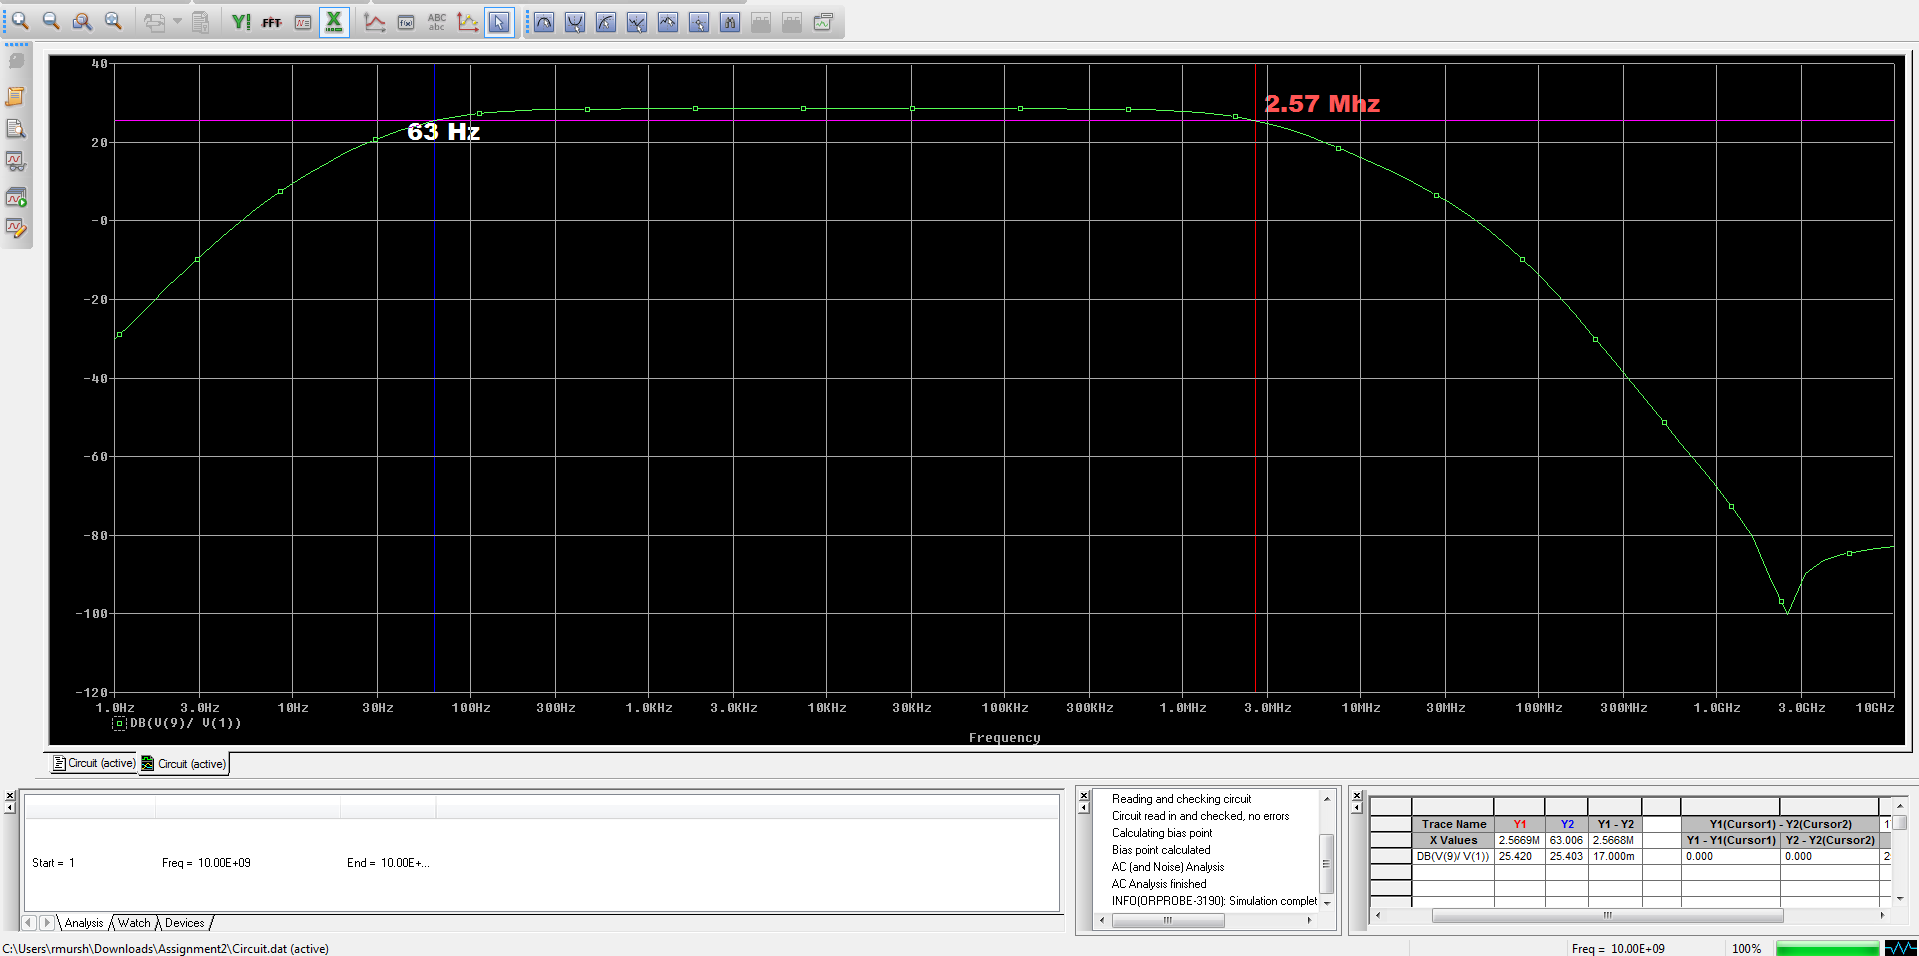 Y! FFT X f(x) ABC
abc
40
2.57 Mhz
63 Hz
20
-0
-20
-40
-60
-80
-100
-120
1.0Hz 3.0Hz 10Hz 30Hz 100Hz 300Hz 1.0KHz 3.0KHz 10KHz 30KHz 100KHz 300KHz 1.0MHz 3.0MHz 10MHz 30MHz 100MHz 300MHz 1.0GHz 3.0GHz 10GHz
DB(V(9)/ V(1))
Frequency
Circuit (active) Circuit (active)
Start = 1 Freq = 10.00E+09 End = 10.00E+...
Analysis Watch Devices
Reading and checking circuit
Circuit read in and checked, no errors
Calculating bias point
Bias point calculated
AC (and Noise) Analysis
AC Analysis finished
INFO(ORPROBE-3190): Simulation complet
Trace Name Y1 Y2 Y1 - Y2 Y1(Cursor1) - Y2(Cursor2)
X Values 2.5669M 63.006 2.5668M Y1 - Y1(Cursor1) Y2 - Y2(Cursor2)
DB(V(9)/ V(1)) 25.420 25.403 17.000m 0.000 0.000 2
C:\Users\rmursh\Downloads\Assignment2\Circuit.dat (active) Freq = 10.00E+09 100%